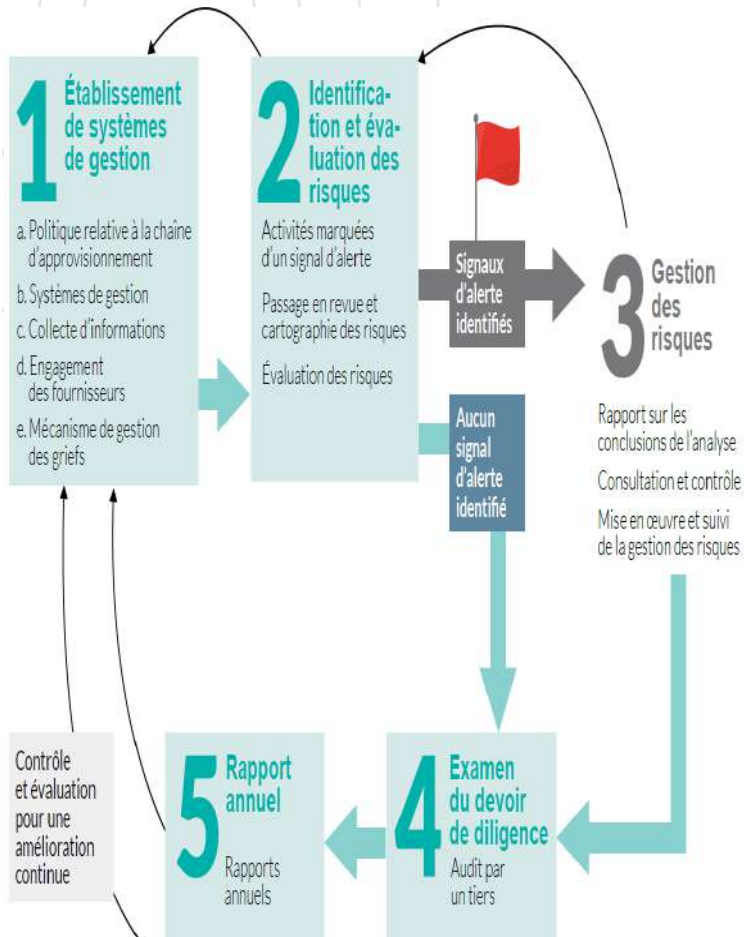 1
Établissement
de systèmes
de gestion
a. Politique relative à la chaîne
d'approvisionnement
b. Systèmes de gestion
c. Collecte d'informations
d. Engagement
des fournisseurs
e. Mécanisme de gestion
des griefs
2
Identifica-
tion et éva-
luation des
risques
Activités marquées
d'un signal d'alerte
Passage en revue et
cartographie des risques
Évaluation des risques
Signaux
d'alerte
identifiés
Aucun
signal
d'alerte
identifié
3
Gestion
des
risques
Rapport sur les
conclusions de l'analyse
Consultation et contrôle
Mise en œuvre et suivi
de la gestion des risques
4
Examen
du devoir
de diligence
Audit par
un tiers
5
Rapport
annuel
Rapports
annuels
Contrôle
et évaluation
pour une
amélioration
continue